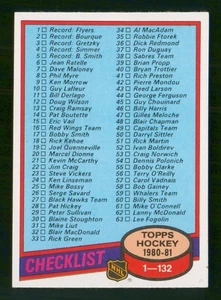 1 Record: Flyers
2 Record: Bourque
3 Record: Gretzky
4 Record: Simmer
5 Record: B. Smith
6 Jean Ratelle
7 Dave Maloney
8 Phil Myre
9 Ken Morrow
10 Guy Lafleur
11 Bill Derlago
12 Doug Wilson
13 Craig Ramsay
14 Pat Boutette
15 Eric Vail
16 Red Wings Team
17 Bobby Smith
18 Rick Kehoe
19 Joel Quenneville
20 Marcel Dionne
21 Kevin McCarthy
22 Jim Craig
23 Steve Vickers
24 Ken Linseman
25 Mike Bossy
26 Serge Savard
27 Black Hawks Team
28 Pat Hickey
29 Peter Sullivan
30 Blaine Stoughton
31 Mike Liut
32 Blair MacDonald
33 Rick Green
34 Al MacAdam
35 Robbie Ftorek
36 Dick Redmond
37 Ron Duguay
38 Sabres Team
39 Brian Propp
40 Bryan Trottier
41 Rich Preston
42 Pierre Mondou
43 Reed Larson
44 George Ferguson
45 Guy Chouinard
46 Billy Harris
47 Gilles Meloche
48 Blair Chapman
49 Capitals Team
50 Darryl Sittler
51 Richard Martin
52 Ivan Boldirev
53 Craig Norwich
54 Dennis Polonich
55 Bobby Clarke
56 Terry O'Reilly
57 Carol Vadnais
58 Bob Gainey
59 Whalers Team
60 Billy Smith
61 Dan McCarthy
62 Lanny McDonald
63 Lee Fogolin
TOPPS
HOCKEY
1980-81
1-132
CHECKLIST
NHL